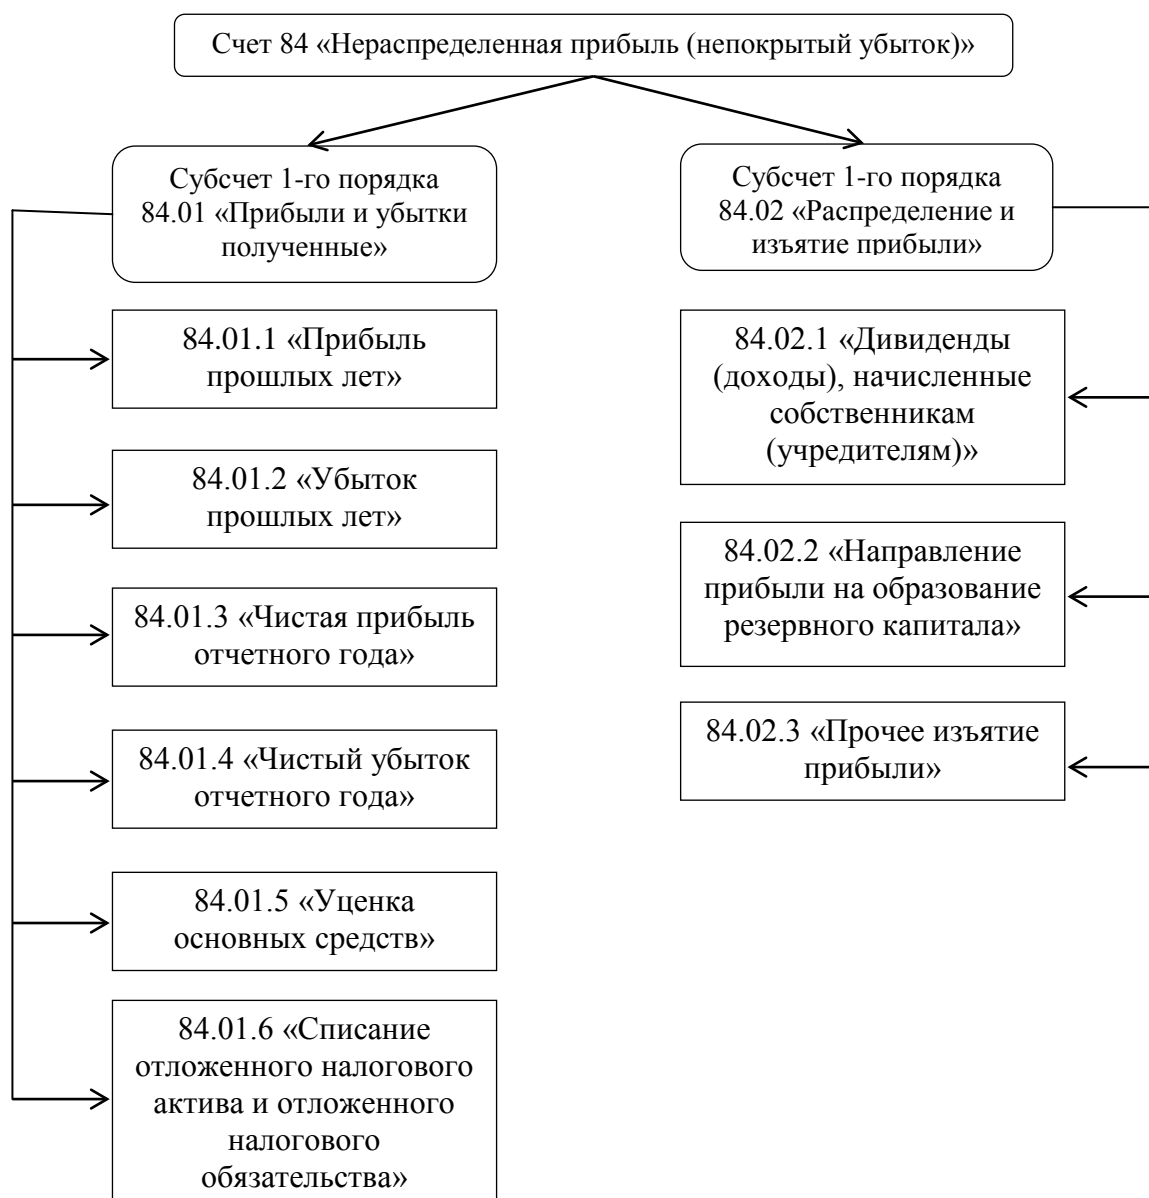 Счет 84 «Нераспределенная прибыль (непокрытый убыток)»
Субсчет 1-го порядка
84.01 «Прибыли и убытки
полученные»
84.01.1 «Прибыль
прошлых лет»
84.01.2 «Убыток
прошлых лет»
84.01.3 «Чистая прибыль
отчетного года»
84.01.4 «Чистый убыток
отчетного года»
84.01.5 «Уценка
основных средств»
84.01.6 «Списание
отложенного налогового
актива и отложенного
налогового
обязательства»
Субсчет 1-го порядка
84.02 «Распределение и
изъятие прибыли»
84.02.1 «Дивиденды
(доходы), начисленные
собственникам
(учредителям)»
84.02.2 «Направление
прибыли на образование
резервного капитала»
84.02.3 «Прочее изъятие
прибыли»